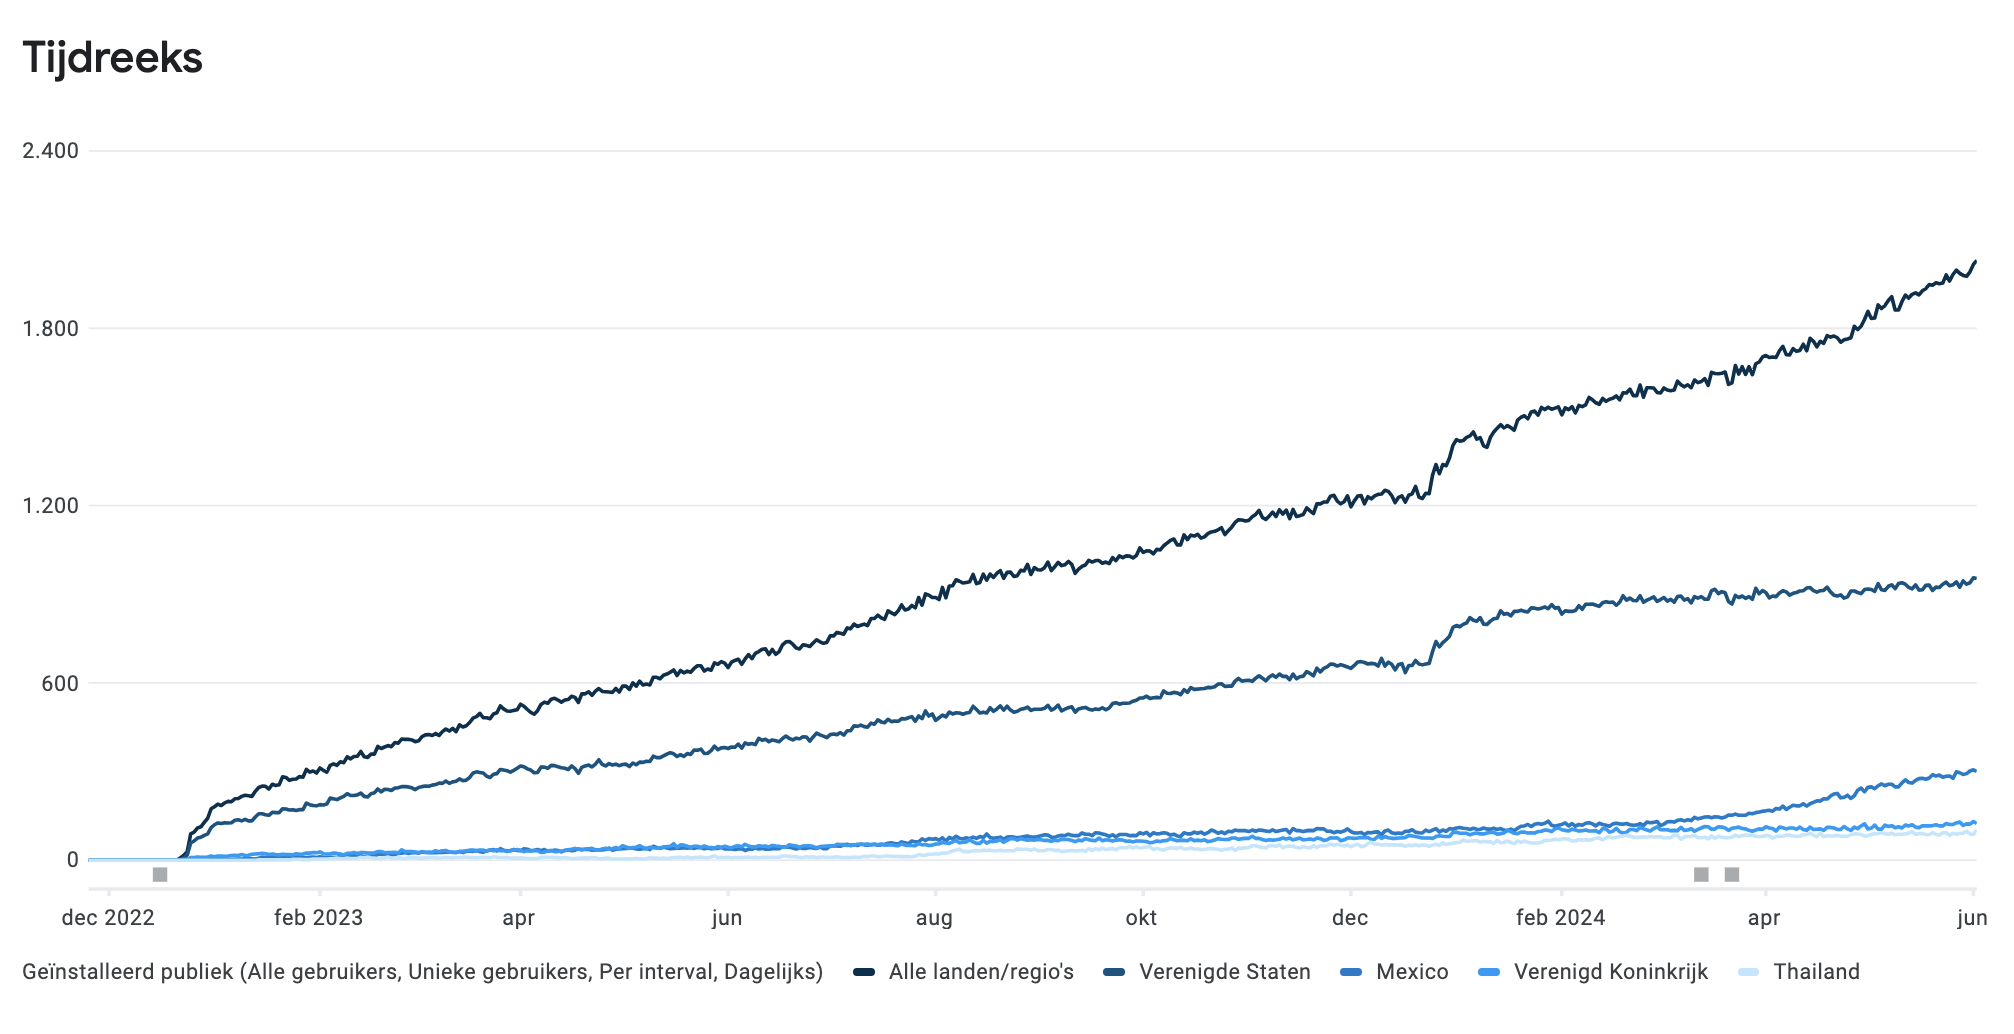 Tijdreeks
2.400
1.800
1.200
600
0
dec 2022 feb 2023 apr jun aug okt dec feb 2024 apr jun
Geïnstalleerd publiek (Alle gebruikers, Unieke gebruikers, Per interval, Dagelijks) Alle landen/regio's Verenigde Staten Mexico Verenigd Koninkrijk Thailand